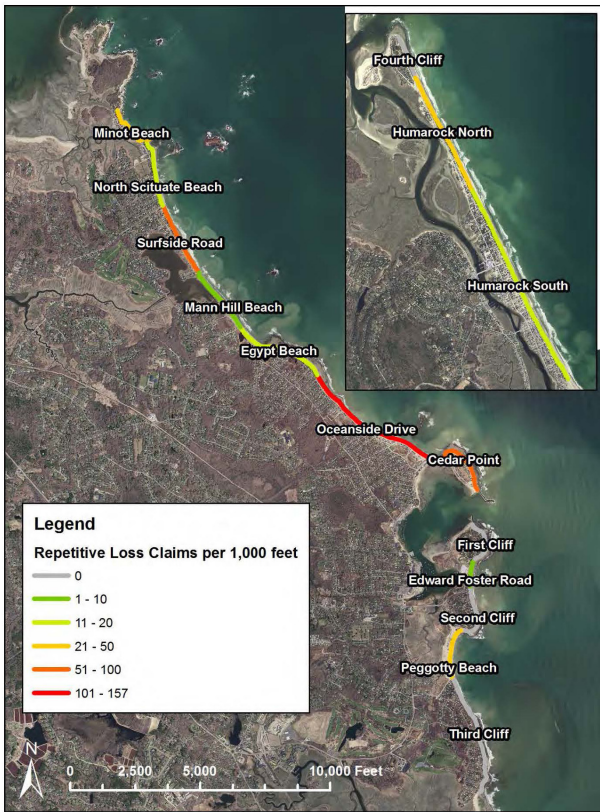 Fourth Cliff
Humarock North
Humarock South
Minot Beach
North Scituate Beach
Surfside Road
Mann Hill Beach
Egypt Beach
Oceanside Drive
Cedar Point
First Cliff
Edward Foster Road
Second Cliff
Peggotty Beach
Third Cliff
Legend
Repetitive Loss Claims per 1,000 feet
0
1 - 10
11 - 20
21 - 50
51 - 100
101 - 157
N
0 2,500 5,000 10,000 Feet